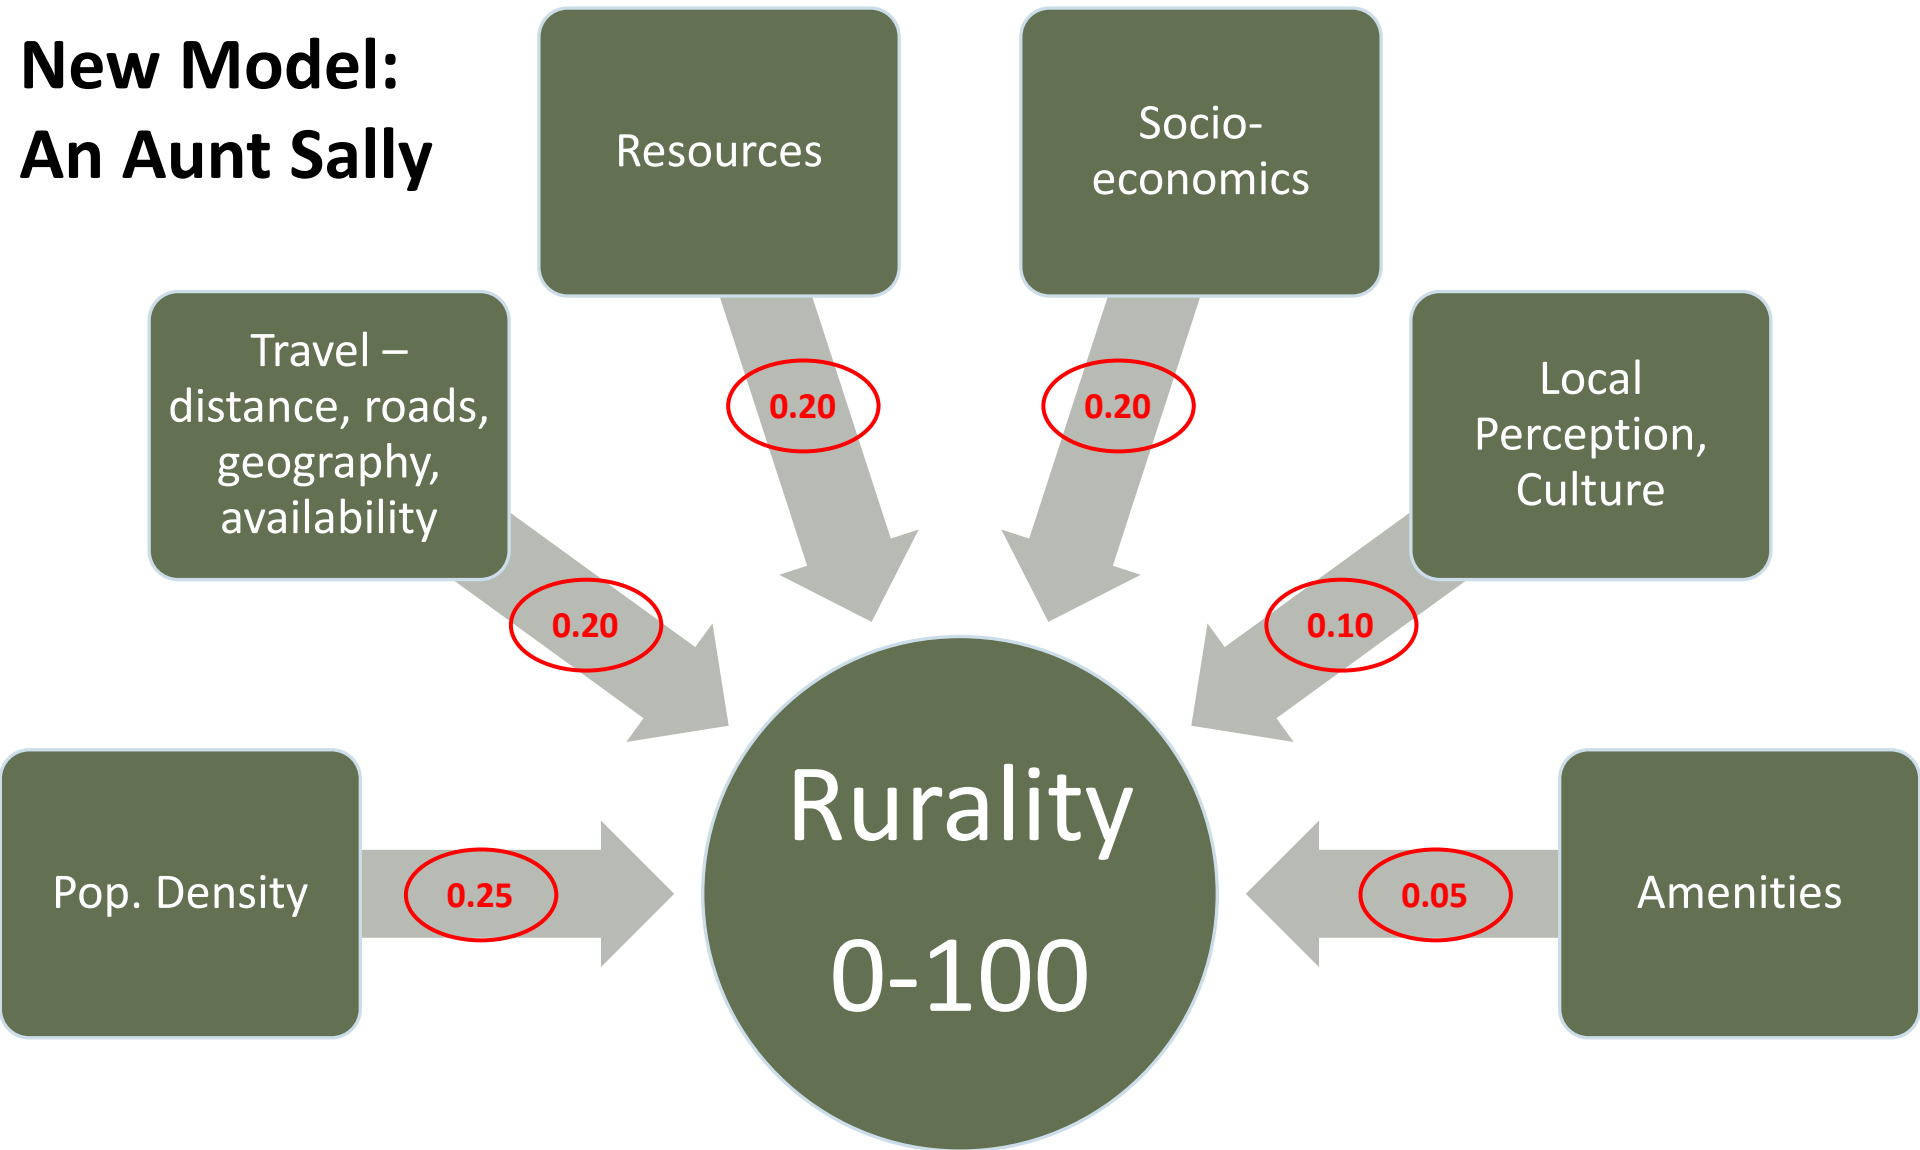 New Model:
An Aunt Sally
Resources
Socio-
economics
Travel –
distance, roads,
geography,
availability
Local
Perception,
Culture
0.20
0.20
0.20
0.10
Pop. Density
0.25
Rurality
0-100
0.05
Amenities